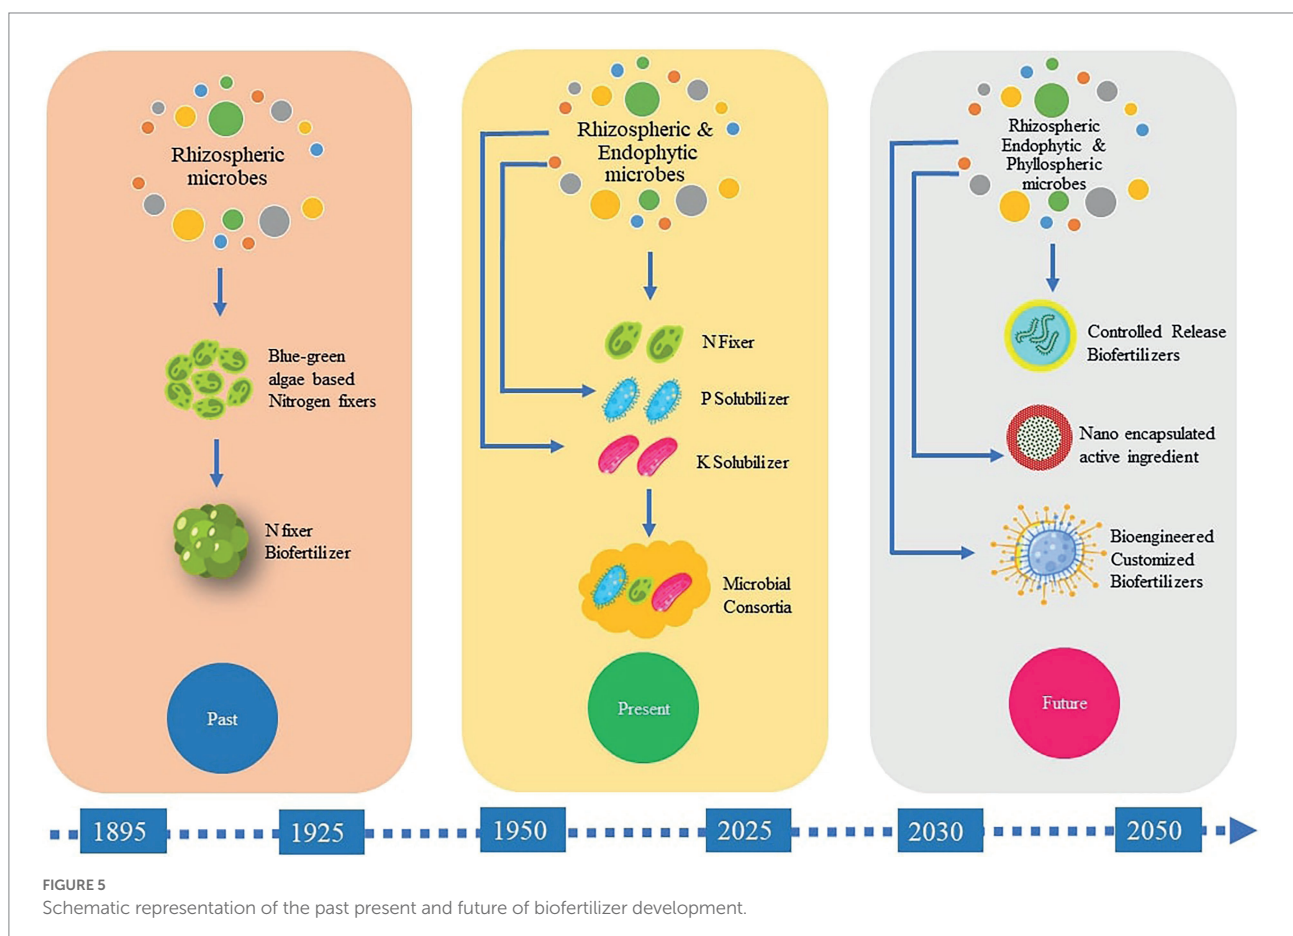 Rhizospheric
microbes
Blue-green
algae based
Nitrogen fixers
N fixer
Biofertilizer
Past
Rhizospheric &
Endophytic
microbes
N Fixer
P Solubilizer
K Solubilizer
Microbial
Consortia
Present
Rhizospheric
Endophytic &
Phyllospheric
microbes
Controlled Release
Biofertilizers
Nano encapsulated
active ingredient
Bioengineered
Customized
Biofertilizers
Future
1895
1925
1950
2025
2030
2050
FIGURE 5
Schematic representation of the past present and future of biofertilizer development.